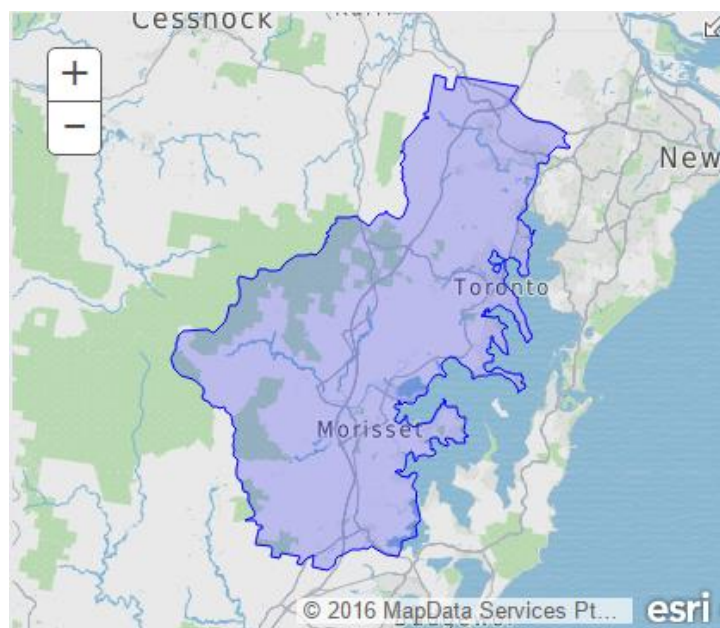 Cessnock
+
−
New
Toronto
Morisset
© 2016 MapData Services Pt...
esri